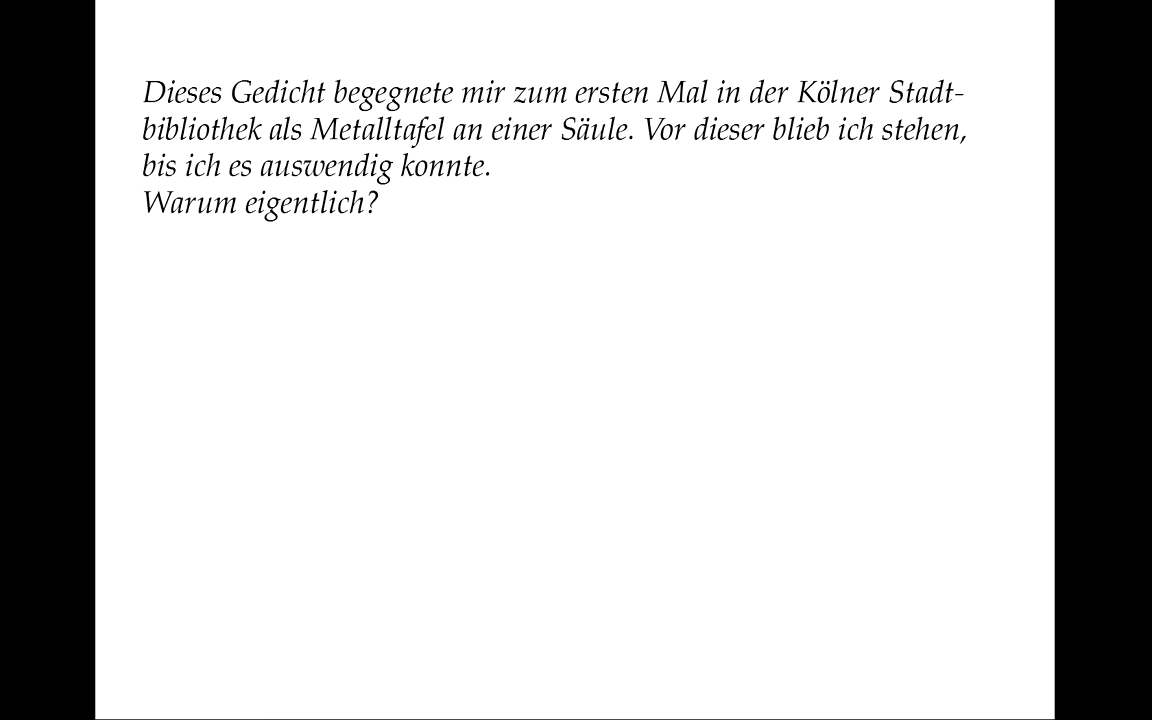 Dieses Gedicht begegnete mir zum ersten Mal in der Kölner Stadt-
bibliothek als Metalltafel an einer Säule. Vor dieser blieb ich stehen,
bis ich es auswendig konnte.
Warum eigentlich?